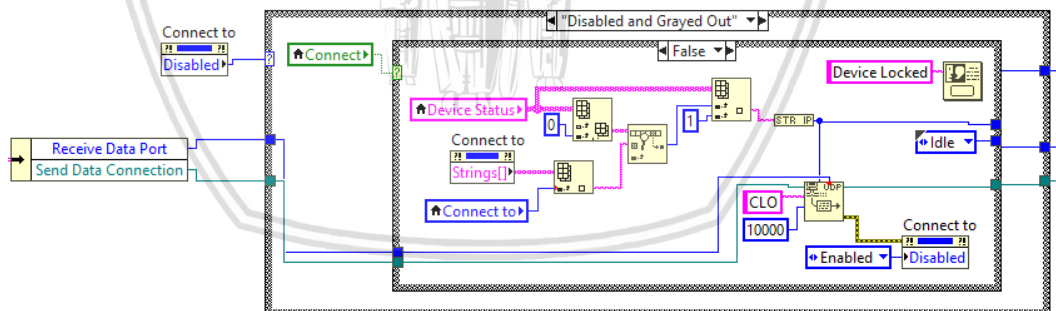 "Disabled and Grayed Out"
Connect to
Disabled
Connect
False
Device Locked
Device Status
0
1
STR IP
Connect to
Strings[]
Idle
Receive Data Port
Send Data Connection
Connect to
CLO
UDP
10000
Connect to
Enabled
Disabled